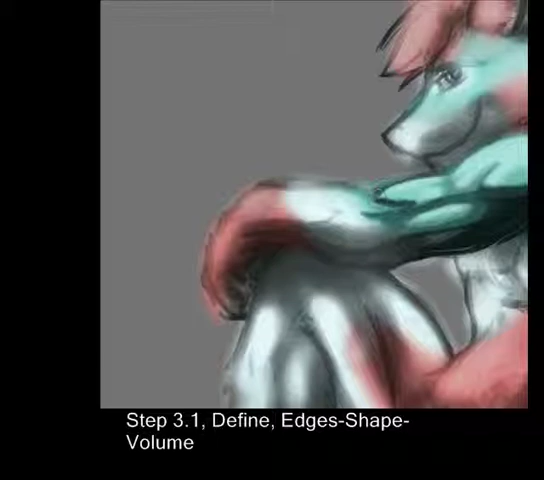 Step 3.1, Define, Edges-Shape-
Volume